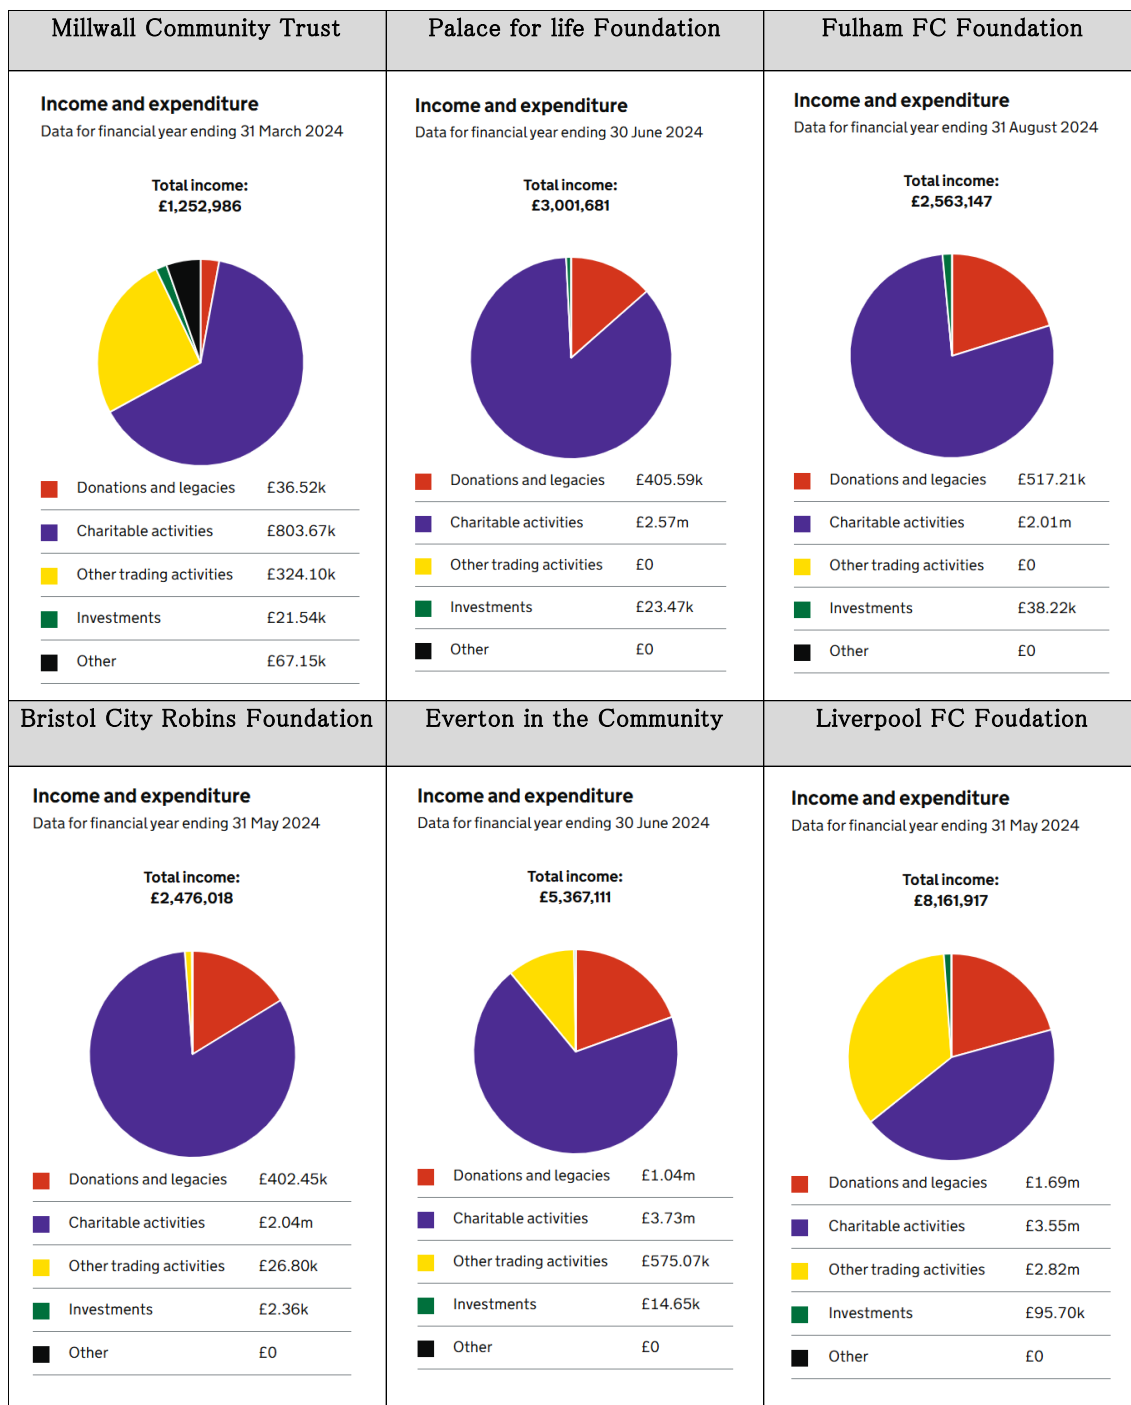 Millwall Community Trust
Income and expenditure
Data for financial year ending 31 March 2024
Total income:
£1,252,986
Donations and legacies £36.52k
Charitable activities £803.67k
Other trading activities £324.10k
Investments £21.54k
Other £67.15k
Palace for life Foundation
Income and expenditure
Data for financial year ending 30 June 2024
Total income:
£3,001,681
Donations and legacies £405.59k
Charitable activities £2.57m
Other trading activities £0
Investments £23.47k
Other £0
Fulham FC Foundation
Income and expenditure
Data for financial year ending 31 August 2024
Total income:
£2,563,147
Donations and legacies £517.21k
Charitable activities £2.01m
Other trading activities £0
Investments £38.22k
Other £0
Bristol City Robins Foundation
Income and expenditure
Data for financial year ending 31 May 2024
Total income:
£2,476,018
Donations and legacies £402.45k
Charitable activities £2.04m
Other trading activities £26.80k
Investments £2.36k
Other £0
Everton in the Community
Income and expenditure
Data for financial year ending 30 June 2024
Total income:
£5,367,111
Donations and legacies £1.04m
Charitable activities £3.73m
Other trading activities £575.07k
Investments £14.65k
Other £0
Liverpool FC Foudation
Income and expenditure
Data for financial year ending 31 May 2024
Total income:
£8,161,917
Donations and legacies £1.69m
Charitable activities £3.55m
Other trading activities £2.82m
Investments £95.70k
Other £0